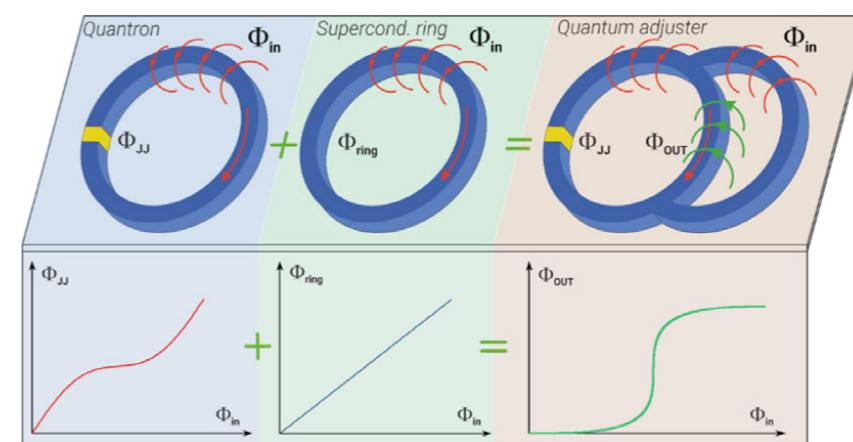 Quantron
Φin
ΦJJ
+
Supercond. ring
Φin
Φring
=
Quantum adjuster
Φin
ΦJJ
ΦOUT
ΦJJ
Φin
+
Φring
Φin
=
ΦOUT
Φin